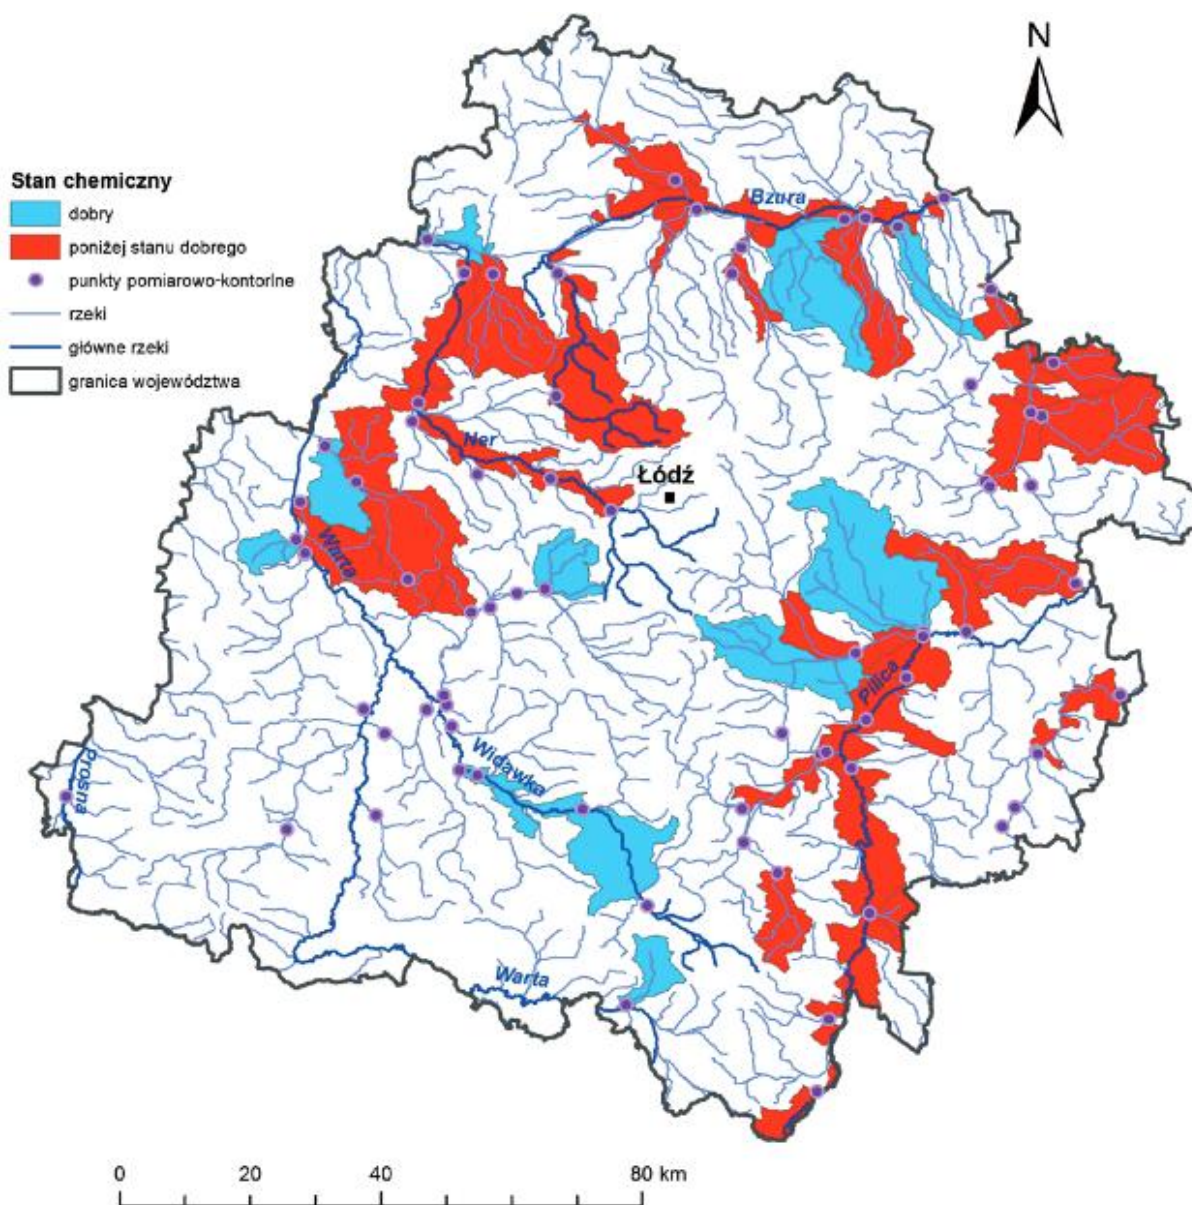 N
Stan chemiczny
dobry
poniżej stanu dobrego
punkty pomiarowo-kontorlne
rzeki
główne rzeki
granica województwa
Bzura
Ner
Łódź
Warta
Pilica
Widawka
Prosna
Warta
0 20 40 80 km